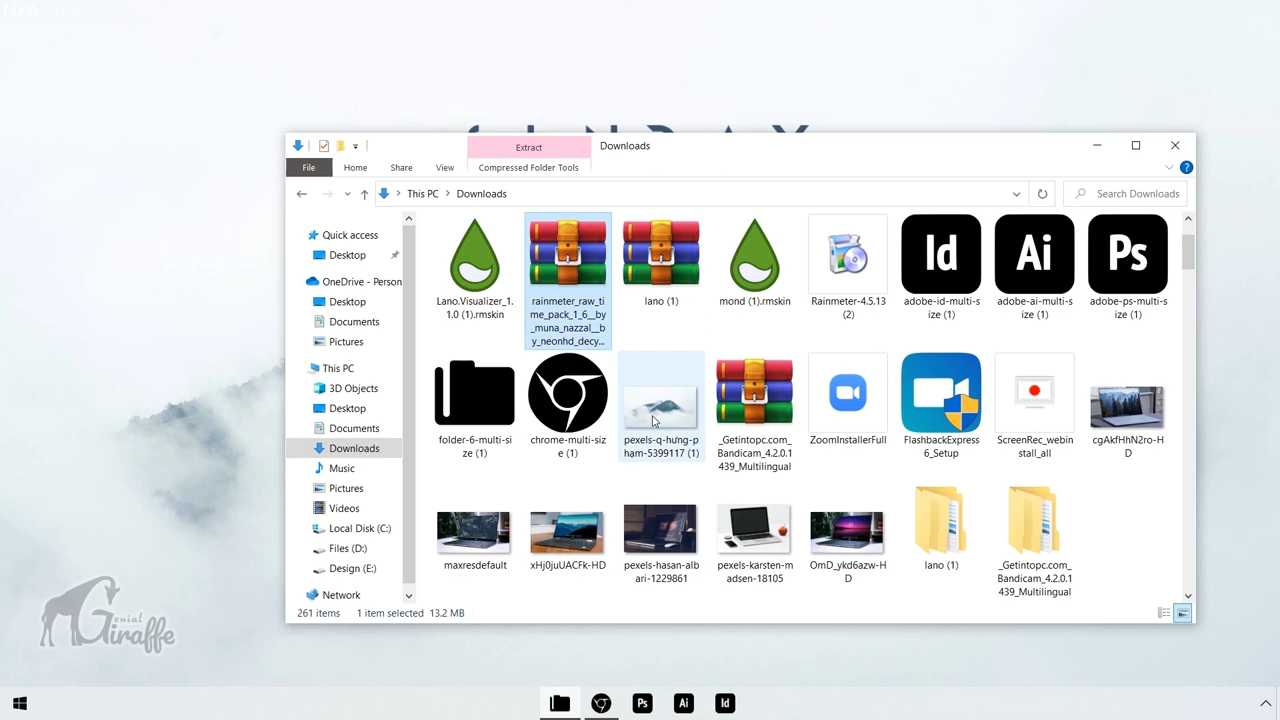 Extract
Downloads
File
Home
Share
View
Compressed Folder Tools
?
This PC
Downloads
Search Downloads
Quick access
Desktop
OneDrive - Person
Desktop
Documents
Pictures
This PC
3D Objects
Desktop
Documents
Downloads
Music
Pictures
Videos
Local Disk (C:)
Files (D:)
Design (E:)
Network
Lano.Visualizer_1.
1.0 (1).rmskin
rainmeter_raw_ti
me_pack_1_6__by
_muna_nazzal__b
y_neonhd_decy...
lano (1)
mond (1).rmskin
Rainmeter-4.5.13
(2)
Id
adobe-id-multi-s
ize (1)
Ai
adobe-ai-multi-s
ize (1)
Ps
adobe-ps-multi-s
ize (1)
folder-6-multi-si
ze (1)
chrome-multi-siz
e (1)
pexels-q-hưng-p
hạm-5399117 (1)
_Getintopc.com_
Bandicam_4.2.0.1
439_Multilingual
ZoomInstallerFull
FlashbackExpress
6_Setup
ScreenRec_webin
stall_all
cgAkfHhN2ro-H
D
maxresdefault
xHj0juUACFk-HD
pexels-hasan-alb
ari-1229861
pexels-karsten-m
adsen-18105
OmD_ykd6azw-H
D
lano (1)
_Getintopc.com_
Bandicam_4.2.0.1
439_Multilingual
261 items
1 item selected
13.2 MB
Genial
Giraffe
Ps
Ai
Id